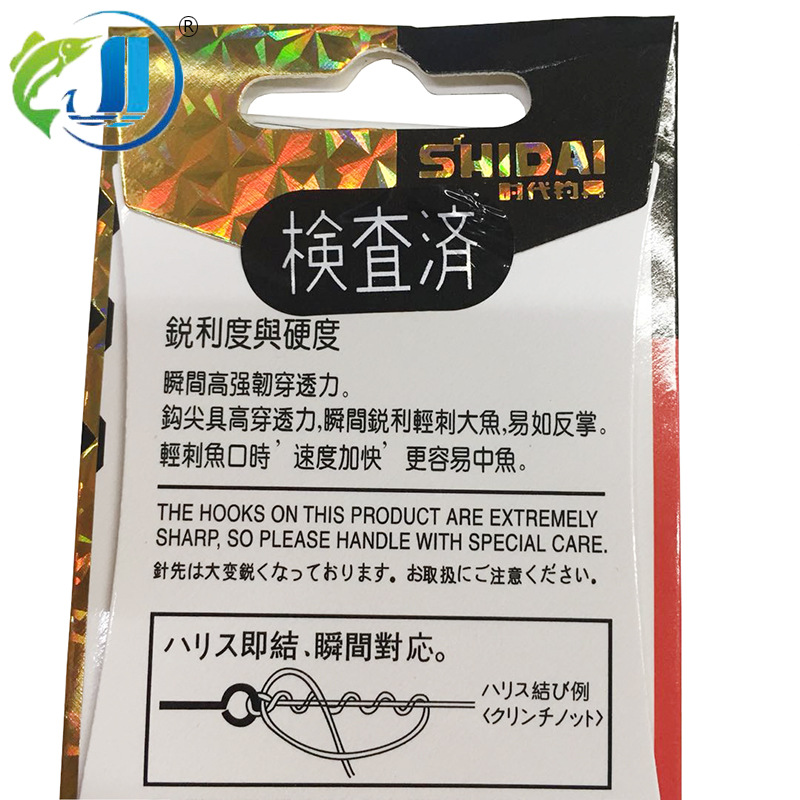 JL
®
SHIDAI
时代钓具
検査済
鋭利度與硬度
瞬間高强韌穿透力。
鈎尖具高穿透力,瞬間鋭利輕刺大魚,易如反掌。
輕刺魚口時’速度加快’更容易中魚。
THE HOOKS ON THIS PRODUCT ARE EXTREMELY
SHARP, SO PLEASE HANDLE WITH SPECIAL CARE.
針先は大変鋭くなっております。お取扱にご注意ください。
ハリス即結、瞬間對応。
ハリス結び例
〈クリンチノット〉